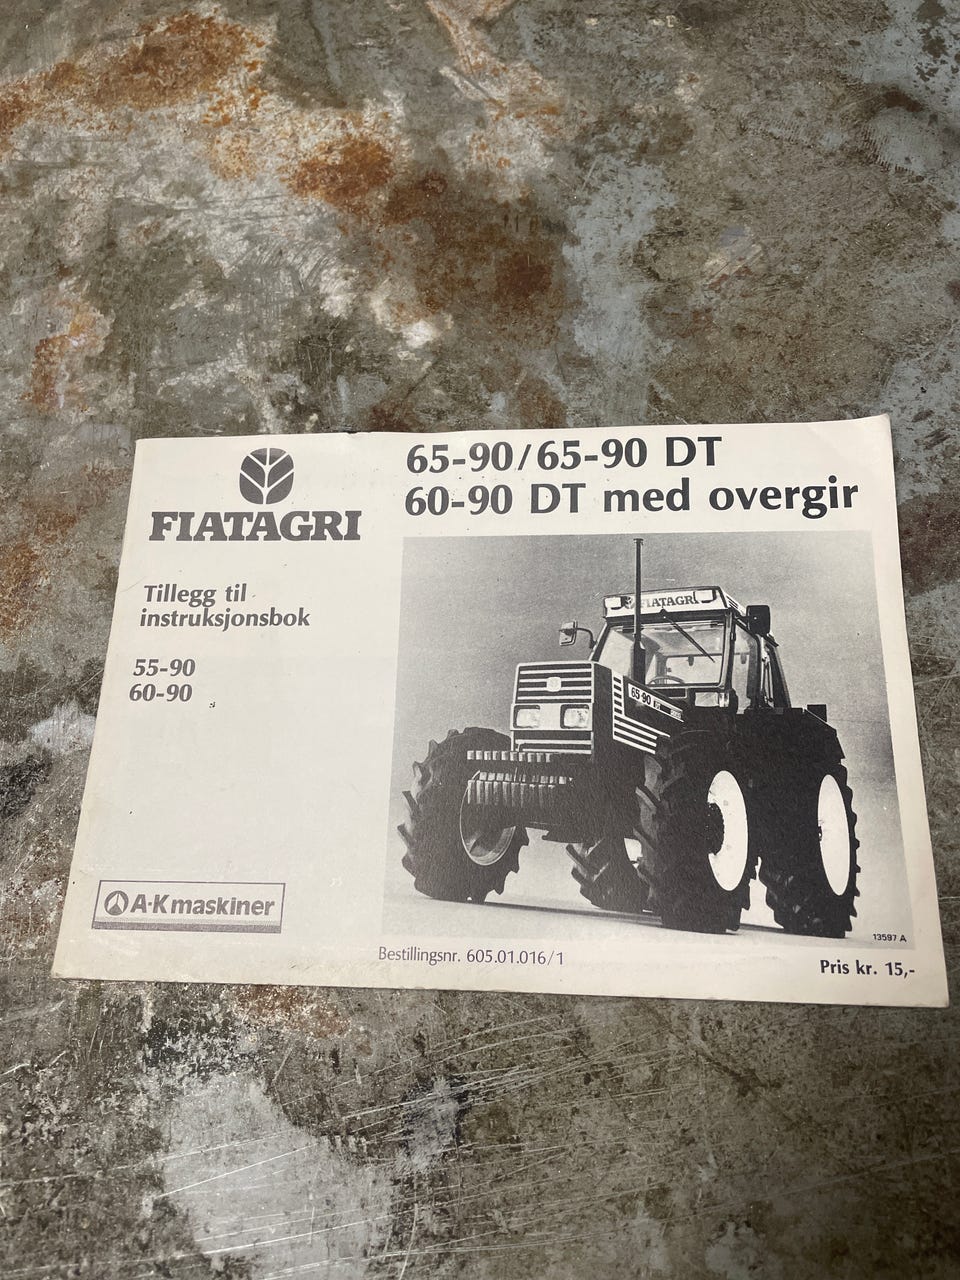 FIATAGRI
65-90/65-90 DT
60-90 DT med overgir
Tillegg til
instruksjonsbok
55-90
60-90
FIATAGRI
65-90
A-K maskiner
13597 A
Bestillingsnr. 605.01.016/1
Pris kr. 15,-